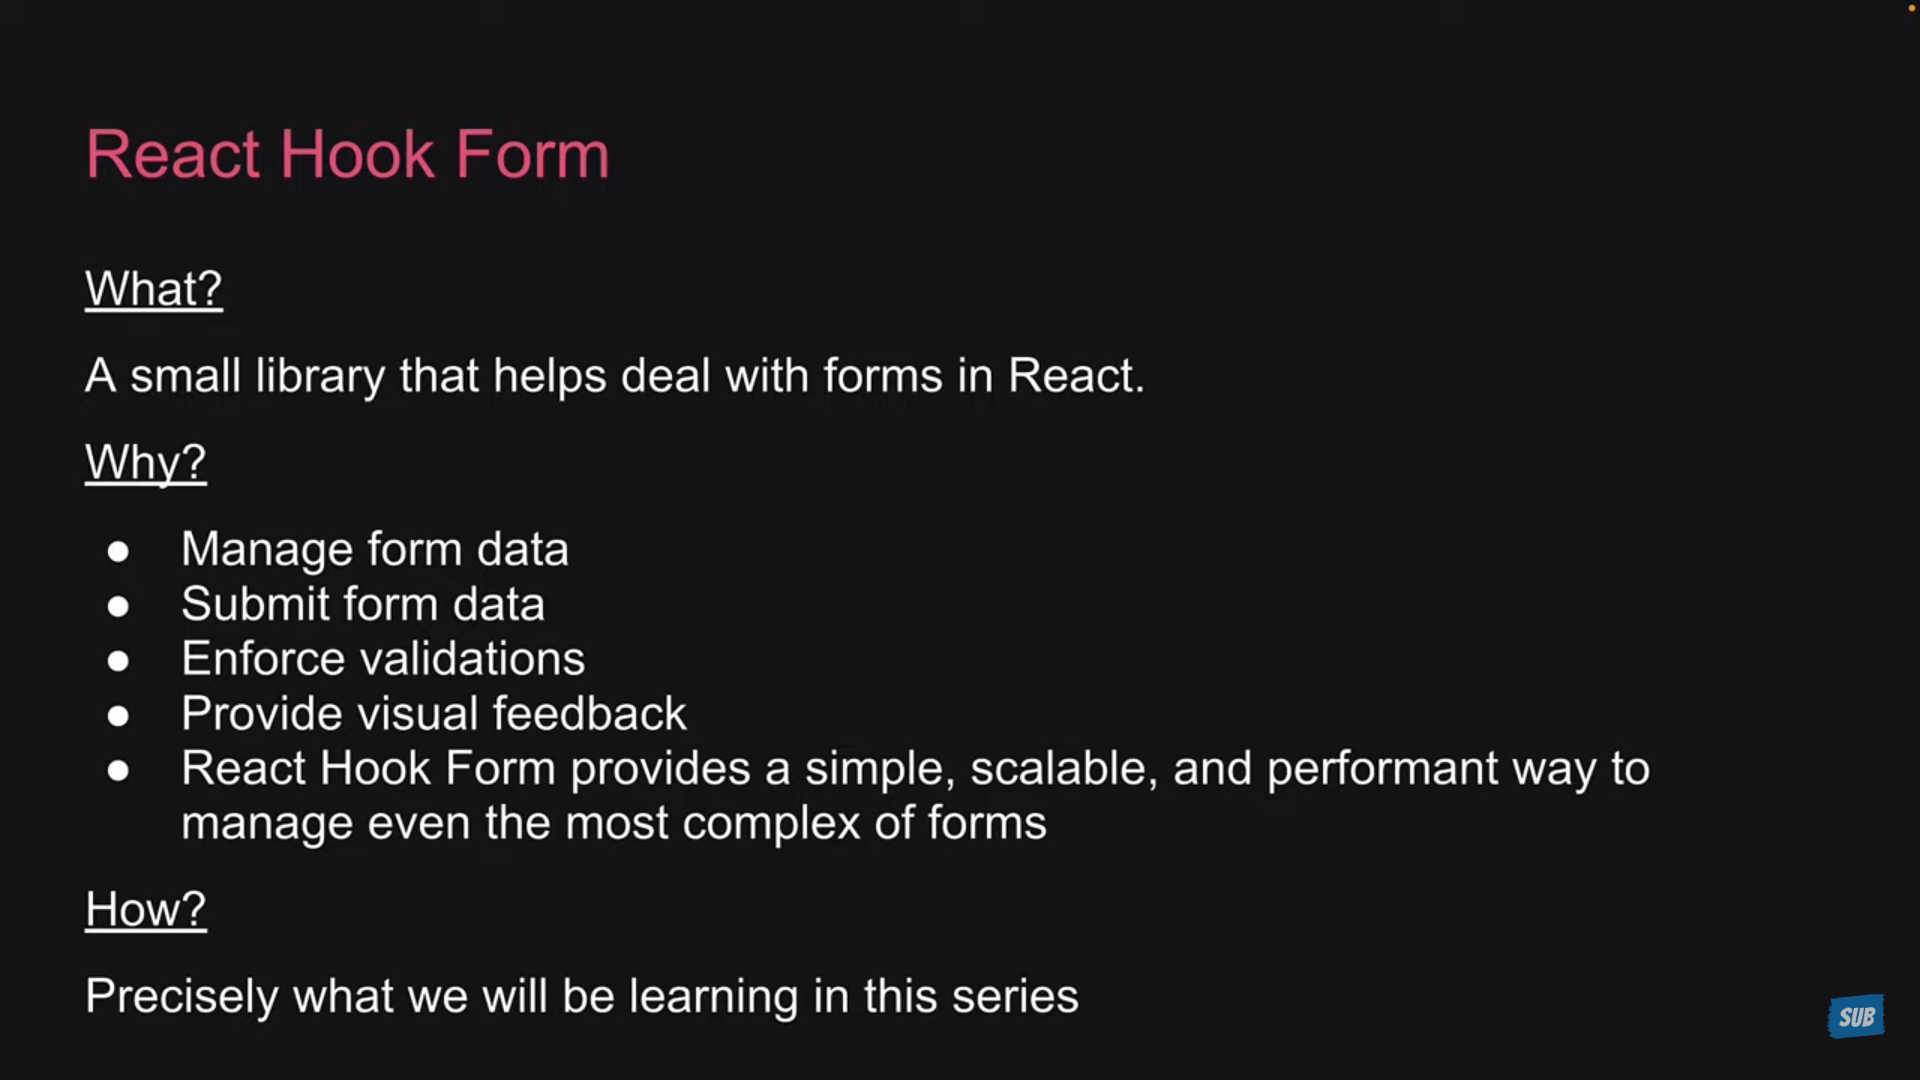 React Hook Form
What?
A small library that helps deal with forms in React.
Why?
● Manage form data
● Submit form data
● Enforce validations
● Provide visual feedback
● React Hook Form provides a simple, scalable, and performant way to
manage even the most complex of forms
How?
Precisely what we will be learning in this series
SUB